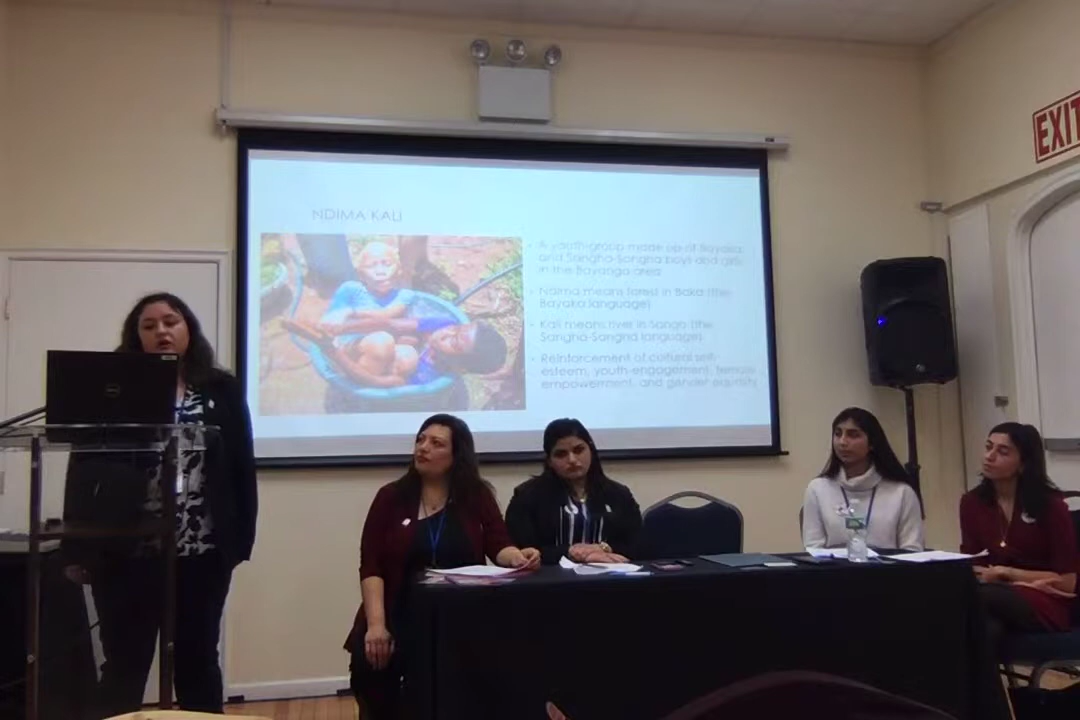 EXIT
NDIMA KALI
A youth-group made up of Bayaka
and Sangha-Sangha boys and girls
in the Bayanga area
Ndima means forest in Baka (the
Bayaka language)
Kali means river in Sango (the
Sangha-Sangha language)
Reinforcement of cultural self-
esteem, youth-engagement, female
empowerment, and gender equality